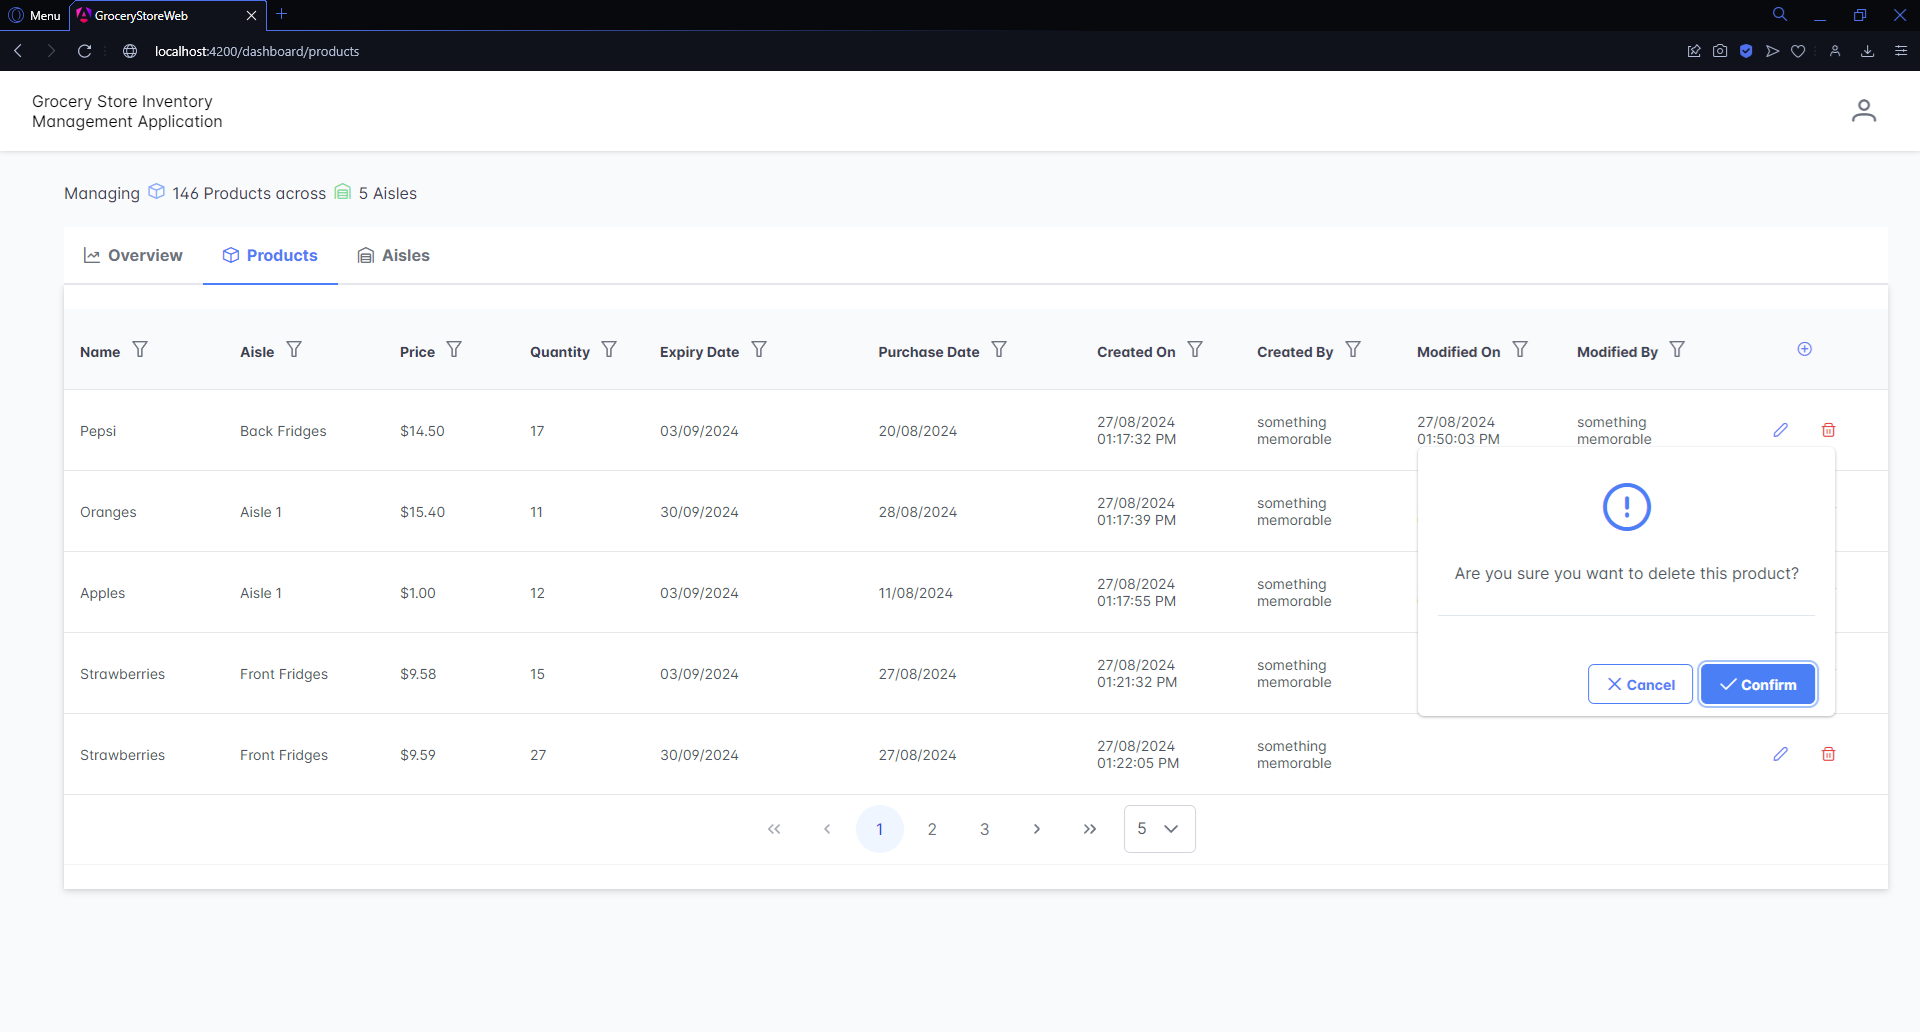 Menu
GroceryStoreWeb
localhost:4200/dashboard/products
Grocery Store Inventory
Management Application
Managing 146 Products across 5 Aisles
Overview Products Aisles
Name Aisle Price Quantity Expiry Date Purchase Date Created On Created By Modified On Modified By
Pepsi Back Fridges $14.50 17 03/09/2024 20/08/2024 27/08/2024 01:17:32 PM something memorable 27/08/2024 01:50:03 PM something memorable
Oranges Aisle 1 $15.40 11 30/09/2024 28/08/2024 27/08/2024 01:17:39 PM something memorable
Apples Aisle 1 $1.00 12 03/09/2024 11/08/2024 27/08/2024 01:17:55 PM something memorable
Strawberries Front Fridges $9.58 15 03/09/2024 27/08/2024 27/08/2024 01:21:32 PM something memorable
Strawberries Front Fridges $9.59 27 30/09/2024 27/08/2024 27/08/2024 01:22:05 PM something memorable
Are you sure you want to delete this product?
Cancel Confirm
1 2 3 5